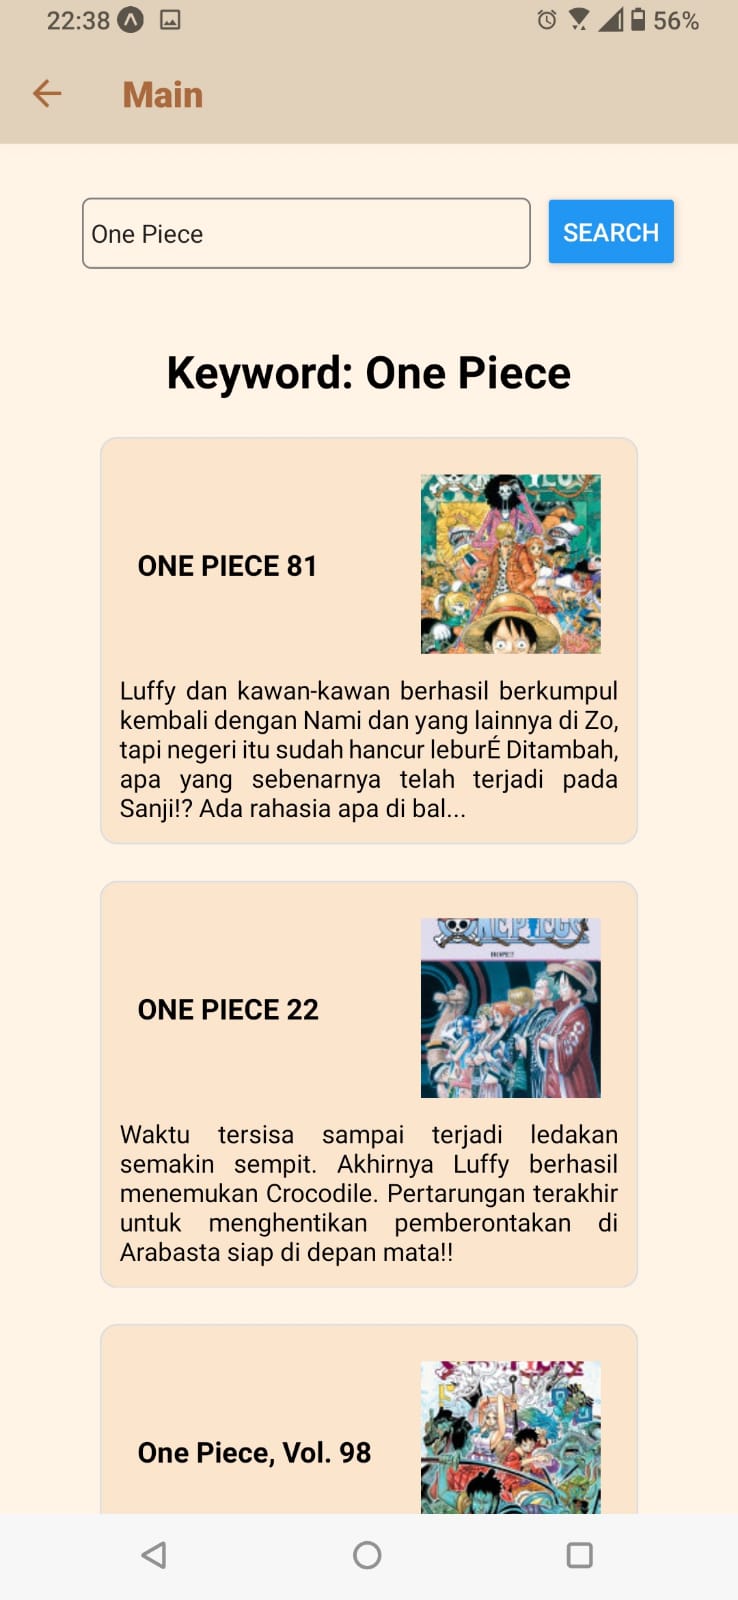 22:38
56%
Main
One Piece
SEARCH
Keyword: One Piece
ONE PIECE 81
Luffy dan kawan-kawan berhasil berkumpul
kembali dengan Nami dan yang lainnya di Zo,
tapi negeri itu sudah hancur leburÉ Ditambah,
apa yang sebenarnya telah terjadi pada
Sanji!? Ada rahasia apa di bal...
ONE PIECE 22
Waktu tersisa sampai terjadi ledakan
semakin sempit. Akhirnya Luffy berhasil
menemukan Crocodile. Pertarungan terakhir
untuk menghentikan pemberontakan di
Arabasta siap di depan mata!!
One Piece, Vol. 98